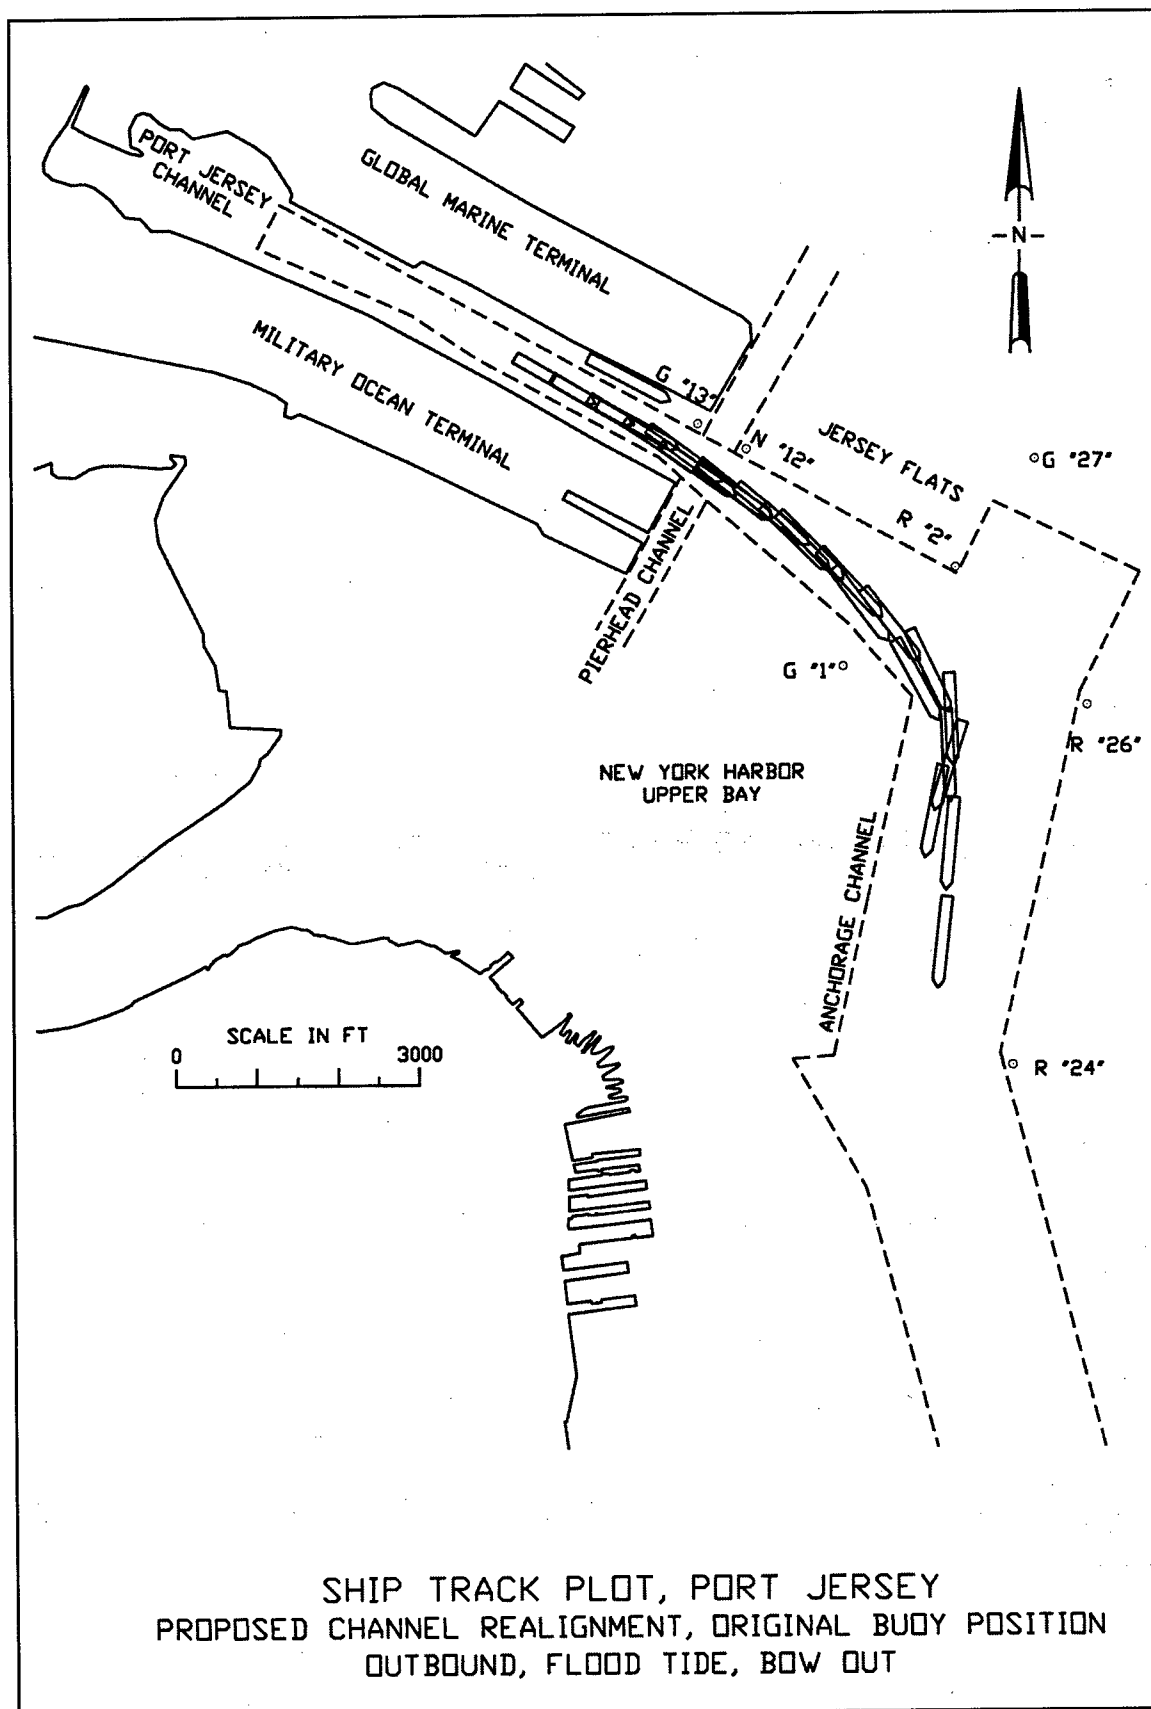 PORT JERSEY
CHANNEL
GLOBAL MARINE TERMINAL
-N-
MILITARY OCEAN TERMINAL
G "13"
N "12"
JERSEY FLATS
G "27"
R "2"
PIERHEAD CHANNEL
G "1"
R "26"
NEW YORK HARBOR
UPPER BAY
ANCHORAGE CHANNEL
SCALE IN FT
0 3000
R "24"
SHIP TRACK PLOT, PORT JERSEY
PROPOSED CHANNEL REALIGNMENT, ORIGINAL BUOY POSITION
OUTBOUND, FLOOD TIDE, BOW OUT